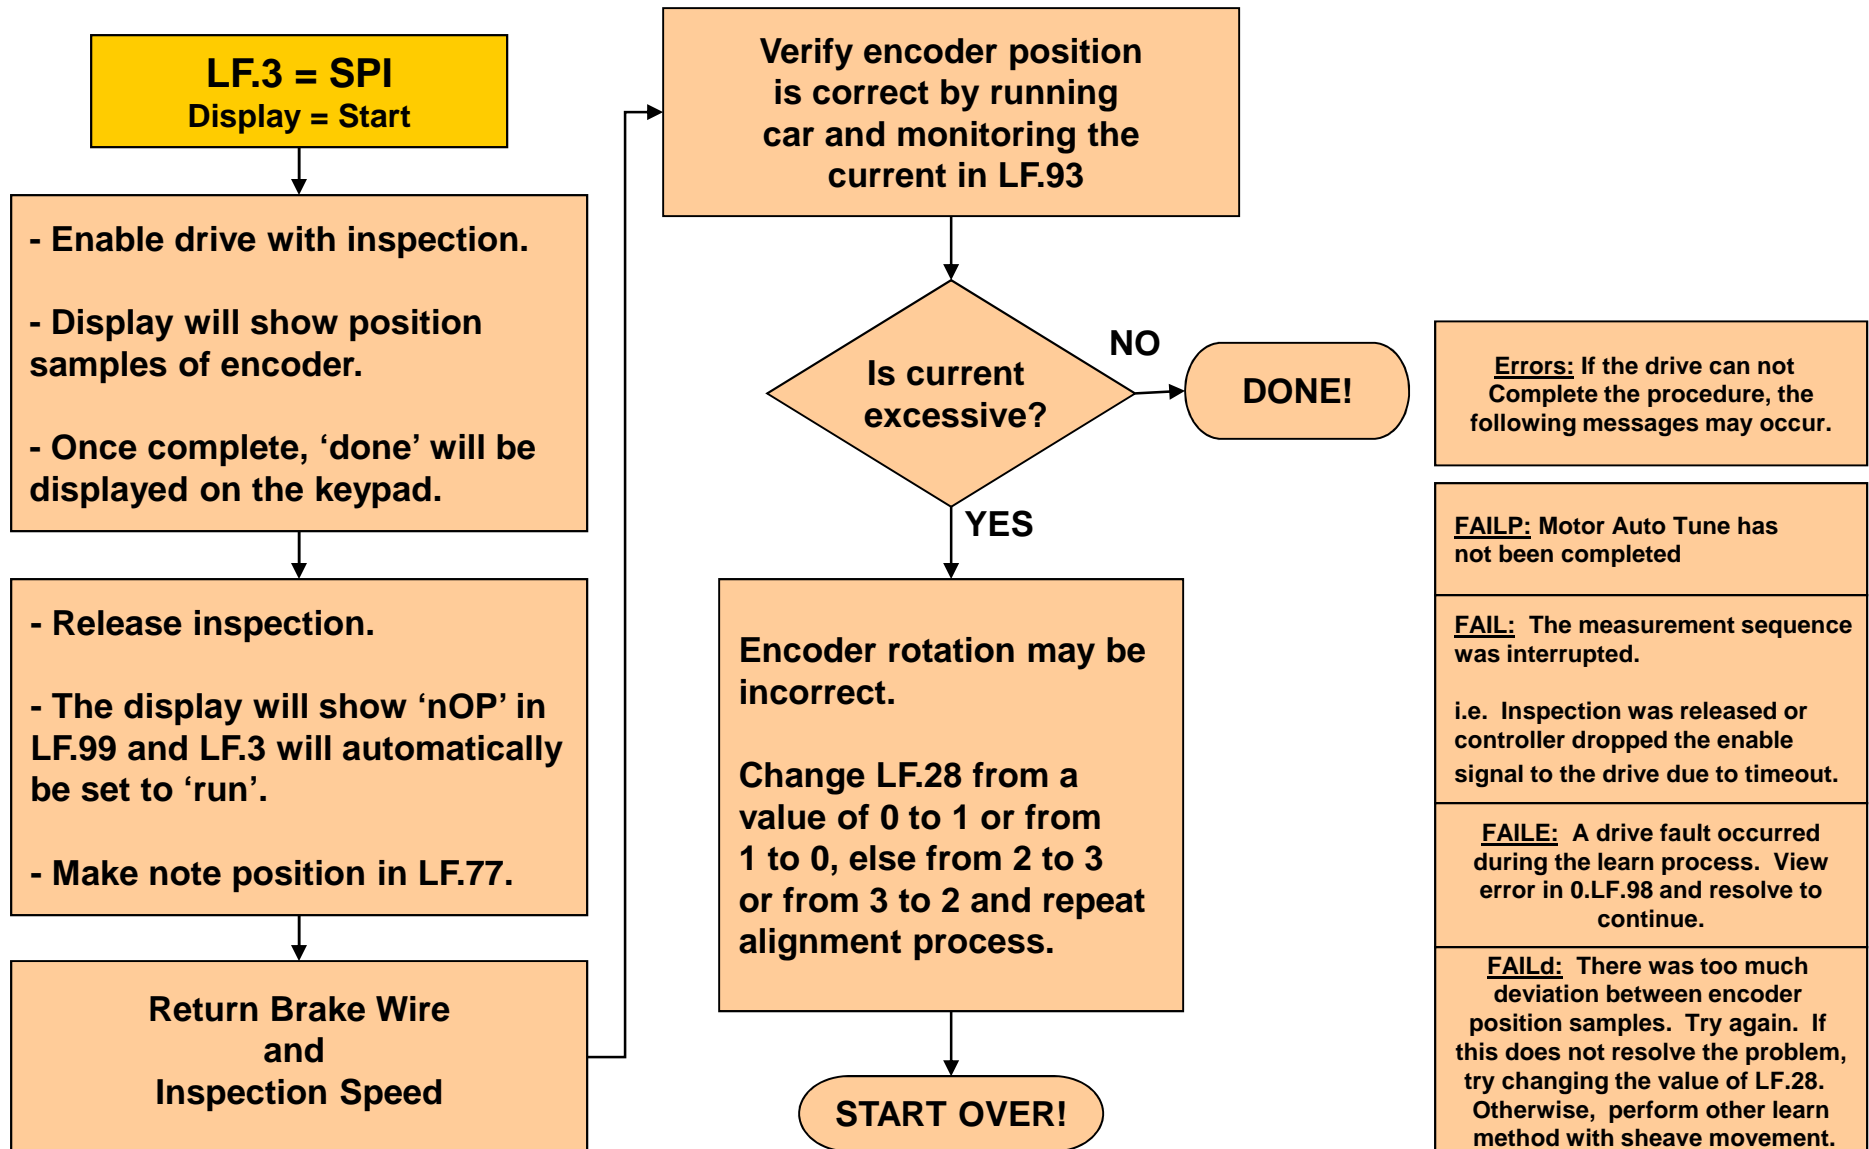 LF.3 = SPI
Display = Start
- Enable drive with inspection.
- Display will show position
samples of encoder.
- Once complete, ‘done’ will be
displayed on the keypad.
- Release inspection.
- The display will show ‘nOP’ in
LF.99 and LF.3 will automatically
be set to ‘run’.
- Make note position in LF.77.
Return Brake Wire
and
Inspection Speed
Verify encoder position
is correct by running
car and monitoring the
current in LF.93
Is current
excessive?
NO
DONE!
YES
Encoder rotation may be
incorrect.
Change LF.28 from a
value of 0 to 1 or from
1 to 0, else from 2 to 3
or from 3 to 2 and repeat
alignment process.
START OVER!
Errors: If the drive can not
Complete the procedure, the
following messages may occur.
FAILP: Motor Auto Tune has
not been completed
FAIL: The measurement sequence
was interrupted.
i.e. Inspection was released or
controller dropped the enable
signal to the drive due to timeout.
FAILE: A drive fault occurred
during the learn process. View
error in 0.LF.98 and resolve to
continue.
FAILd: There was too much
deviation between encoder
position samples. Try again. If
this does not resolve the problem,
try changing the value of LF.28.
Otherwise, perform other learn
method with sheave movement.